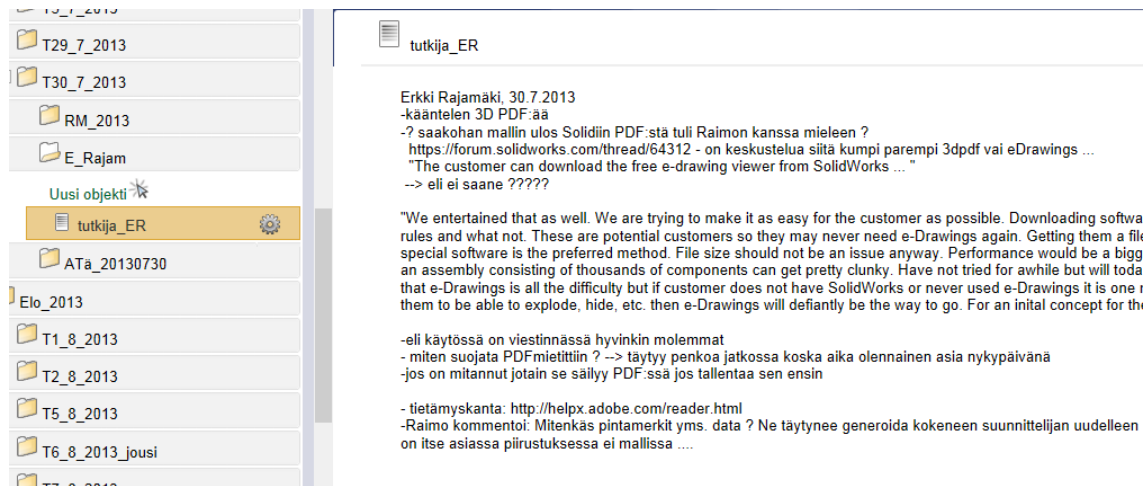 T29_7_2013
T30_7_2013
RM_2013
E_Rajam
Uusi objekti
tutkija_ER
ATä_20130730
Elo_2013
T1_8_2013
T2_8_2013
T5_8_2013
T6_8_2013_jousi
tutkija_ER
Erkki Rajamäki, 30.7.2013
-kääntelen 3D PDF:ää
-? saakohan mallin ulos Solidiin PDF:stä tuli Raimon kanssa mieleen ?
https://forum.solidworks.com/thread/64312 - on keskustelua siitä kumpi parempi 3dpdf vai eDrawings ...
"The customer can download the free e-drawing viewer from SolidWorks ... "
--> eli ei saane ?????
"We entertained that as well. We are trying to make it as easy for the customer as possible. Downloading softwa
rules and what not. These are potential customers so they may never need e-Drawings again. Getting them a file
special software is the preferred method. File size should not be an issue anyway. Performance would be a bigg
an assembly consisting of thousands of components can get pretty clunky. Have not tried for awhile but will toda
that e-Drawings is all the difficulty but if customer does not have SolidWorks or never used e-Drawings it is one
them to be able to explode, hide, etc. then e-Drawings will defiantly be the way to go. For an inital concept for the
-eli käytössä on viestinnässä hyvinkin molemmat
- miten suojata PDFmietittiin ? --> täytyy penkoa jatkossa koska aika olennainen asia nykypäivänä
-jos on mitannut jotain se säilyy PDF:ssä jos tallentaa sen ensin
- tietämyskanta: http://helpx.adobe.com/reader.html
-Raimo kommentoi: Mitenkäs pintamerkit yms. data ? Ne täytynee generoida kokeneen suunnittelijan uudelleen
on itse asiassa piirustuksessa ei mallissa ....